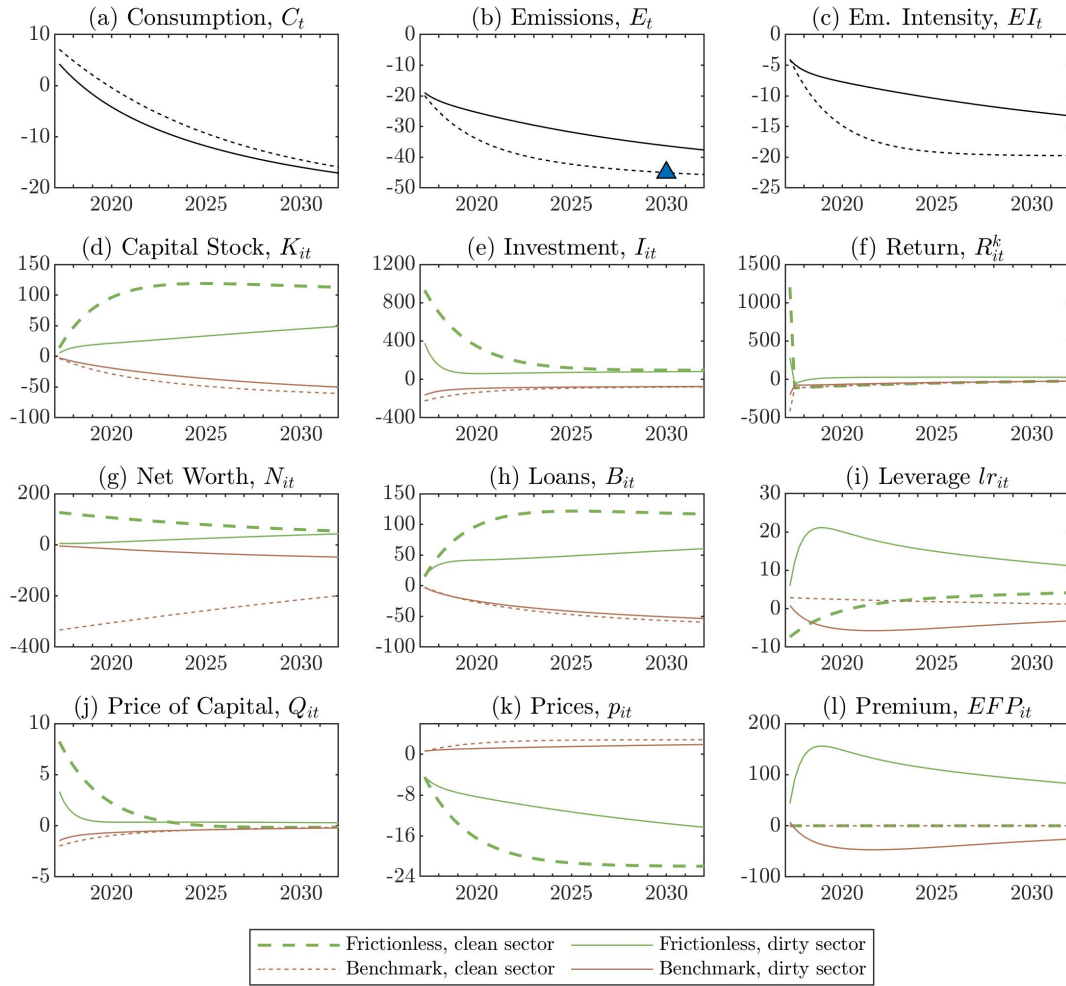 (a) Consumption, C_t
(b) Emissions, E_t
(c) Em. Intensity, EI_t
10
0
-10
-20
2020 2025 2030
0
-10
-20
-30
-40
-50
2020 2025 2030
0
-5
-10
-15
-20
-25
2020 2025 2030
(d) Capital Stock, K_it
(e) Investment, I_it
(f) Return, R^k_it
150
100
50
0
-50
-100
2020 2025 2030
1200
800
400
0
-400
2020 2025 2030
1500
1000
500
0
-500
2020 2025 2030
(g) Net Worth, N_it
(h) Loans, B_it
(i) Leverage lr_it
200
0
-200
-400
2020 2025 2030
150
100
50
0
-50
-100
2020 2025 2030
30
20
10
0
-10
2020 2025 2030
(j) Price of Capital, Q_it
(k) Prices, p_it
(l) Premium, EFP_it
10
5
0
-5
2020 2025 2030
0
-8
-16
-24
2020 2025 2030
200
100
0
-100
2020 2025 2030
Frictionless, clean sector Frictionless, dirty sector
Benchmark, clean sector Benchmark, dirty sector